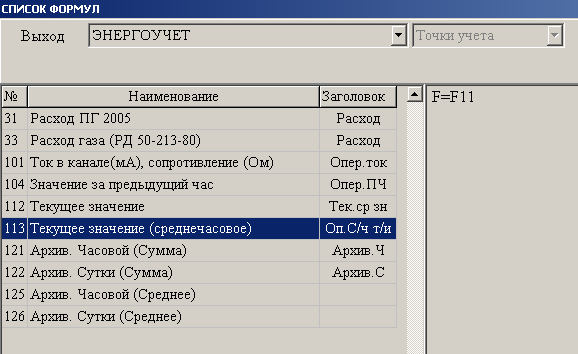 СПИСОК ФОРМУЛ
Выход ЭНЕРГОУЧЕТ Точки учета
№ Наименование Заголовок
F=F11
31 Расход ПГ 2005 Расход
33 Расход газа (РД 50-213-80) Расход
101 Ток в канале(мА), сопротивление (Ом) Опер.ток
104 Значение за предыдущий час Опер.ПЧ
112 Текущее значение Тек.ср зн
113 Текущее значение (среднечасовое) Оп.С/ч т/и
121 Архив. Часовой (Сумма) Архив.Ч
122 Архив. Сутки (Сумма) Архив.С
125 Архив. Часовой (Среднее)
126 Архив. Сутки (Среднее)